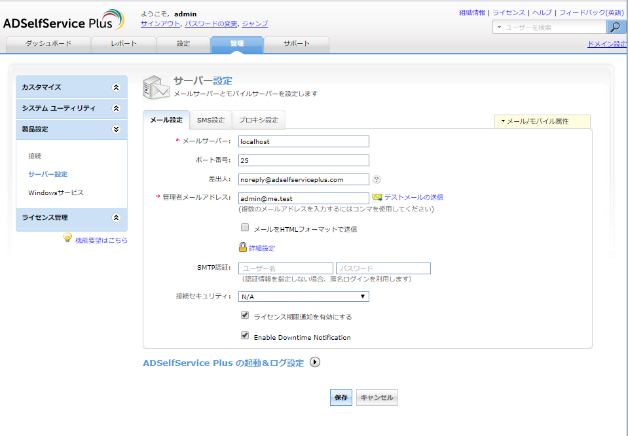 ADSelfService Plus
ようこそ、admin
サインアウト, パスワードの変更, ジャンプ
組織情報 | ライセンス | ヘルプ | フィードバック(英語)
ユーザーを検索
ダッシュボード レポート 設定 管理 サポート
ドメイン設定
カスタマイズ
システム ユーティリティ
製品設定
接続
サーバー設定
Windowsサービス
ライセンス管理
機能要望はこちら
サーバー設定
メールサーバーとモバイルサーバーを設定します
メール設定 SMS設定 プロキシ設定
メール/モバイル属性
* メールサーバー: localhost
ポート番号: 25
差出人: noreply@adselfserviceplus.com
* 管理者メールアドレス: admin@me.test テストメールの送信
(複数のメールアドレスを入力するにはコンマを使用してください)
メールをHTMLフォーマットで送信
詳細設定
SMTP認証: ユーザー名 パスワード
(認証情報を指定しない場合、匿名ログインを利用します)
接続セキュリティ: N/A
ライセンス期限通知を有効にする
Enable Downtime Notification
ADSelfService Plus の起動&ログ設定
保存 キャンセル